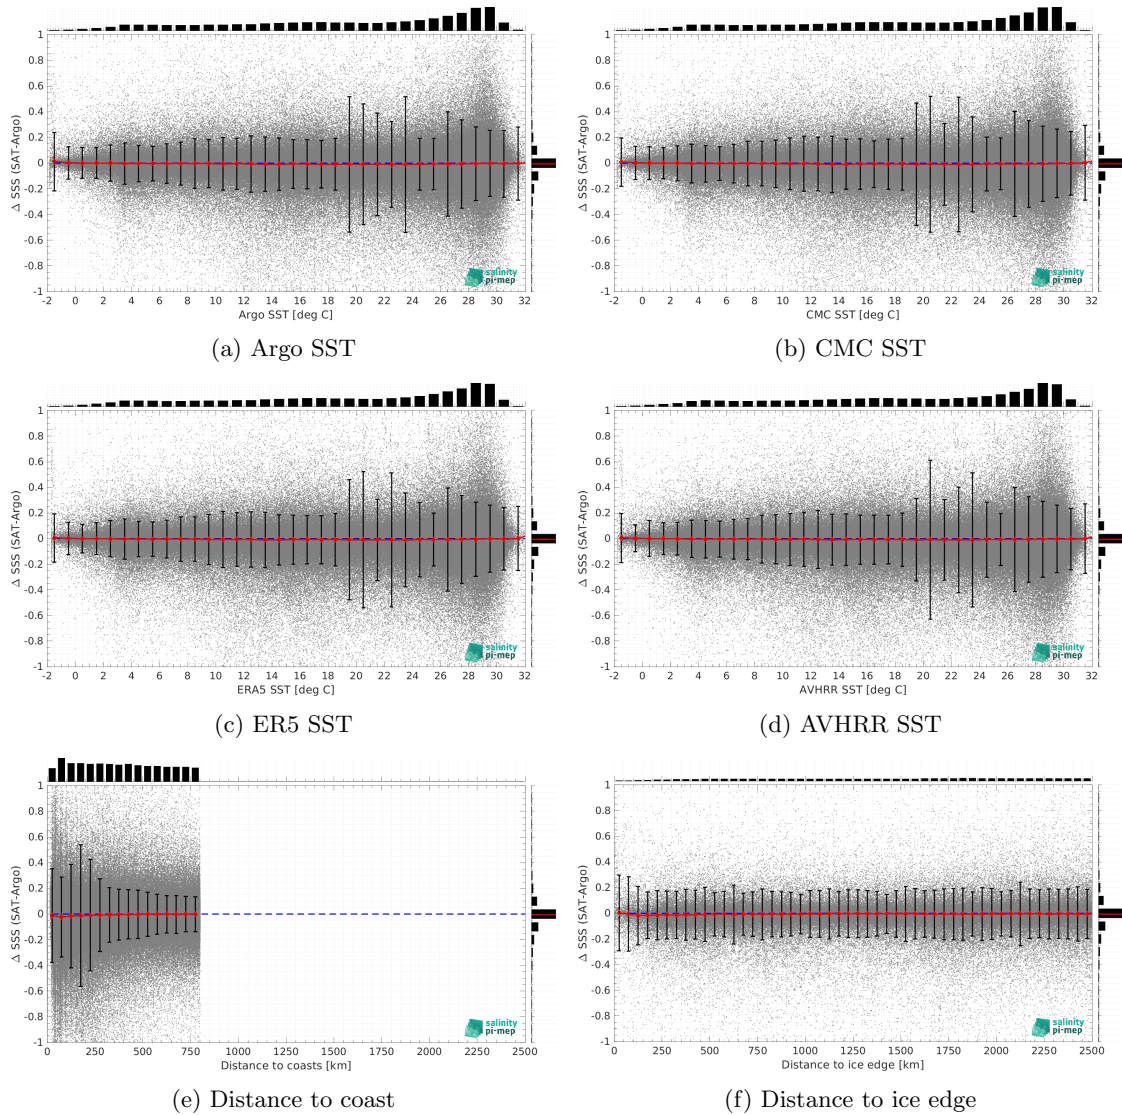 1
0.8
0.6
0.4
0.2
0
-0.2
-0.4
-0.6
-0.8
-1
Δ SSS (SAT-Argo)
-2 0 2 4 6 8 10 12 14 16 18 20 22 24 26 28 30 32
Argo SST [deg C]
salinity
pi-mep
(a) Argo SST
1
0.8
0.6
0.4
0.2
0
-0.2
-0.4
-0.6
-0.8
-1
Δ SSS (SAT-Argo)
-2 0 2 4 6 8 10 12 14 16 18 20 22 24 26 28 30 32
CMC SST [deg C]
salinity
pi-mep
(b) CMC SST
1
0.8
0.6
0.4
0.2
0
-0.2
-0.4
-0.6
-0.8
-1
Δ SSS (SAT-Argo)
-2 0 2 4 6 8 10 12 14 16 18 20 22 24 26 28 30 32
ERA5 SST [deg C]
salinity
pi-mep
(c) ER5 SST
1
0.8
0.6
0.4
0.2
0
-0.2
-0.4
-0.6
-0.8
-1
Δ SSS (SAT-Argo)
-2 0 2 4 6 8 10 12 14 16 18 20 22 24 26 28 30 32
AVHRR SST [deg C]
salinity
pi-mep
(d) AVHRR SST
1
0.8
0.6
0.4
0.2
0
-0.2
-0.4
-0.6
-0.8
-1
Δ SSS (SAT-Argo)
0 250 500 750 1000 1250 1500 1750 2000 2250 2500
Distance to coasts [km]
salinity
pi-mep
(e) Distance to coast
1
0.8
0.6
0.4
0.2
0
-0.2
-0.4
-0.6
-0.8
-1
Δ SSS (SAT-Argo)
0 250 500 750 1000 1250 1500 1750 2000 2250 2500
Distance to ice edge [km]
salinity
pi-mep
(f) Distance to ice edge